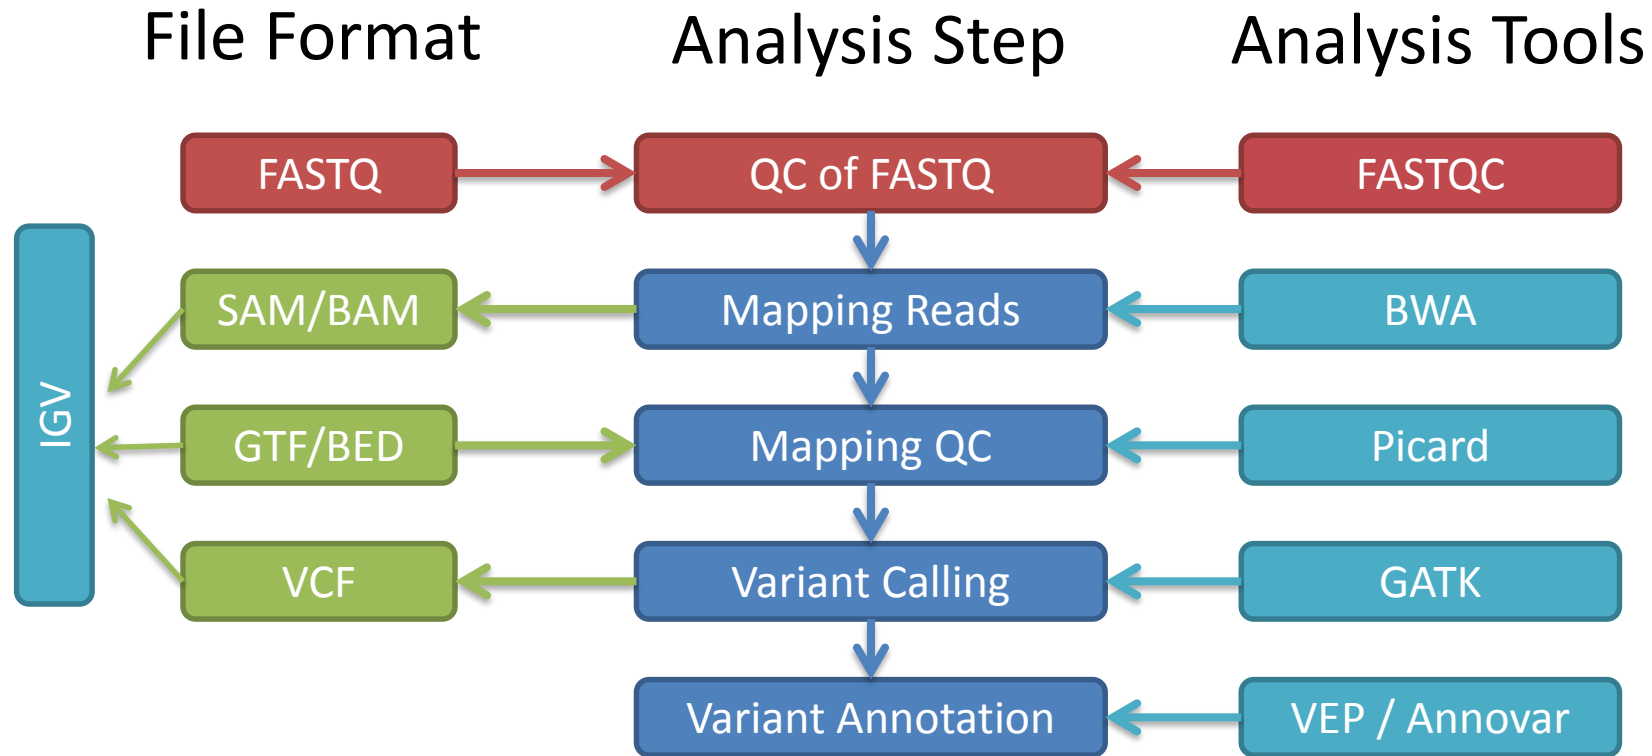 File Format
Analysis Step
Analysis Tools
FASTQ
QC of FASTQ
FASTQC
IGV
SAM/BAM
Mapping Reads
BWA
GTF/BED
Mapping QC
Picard
VCF
Variant Calling
GATK
Variant Annotation
VEP / Annovar